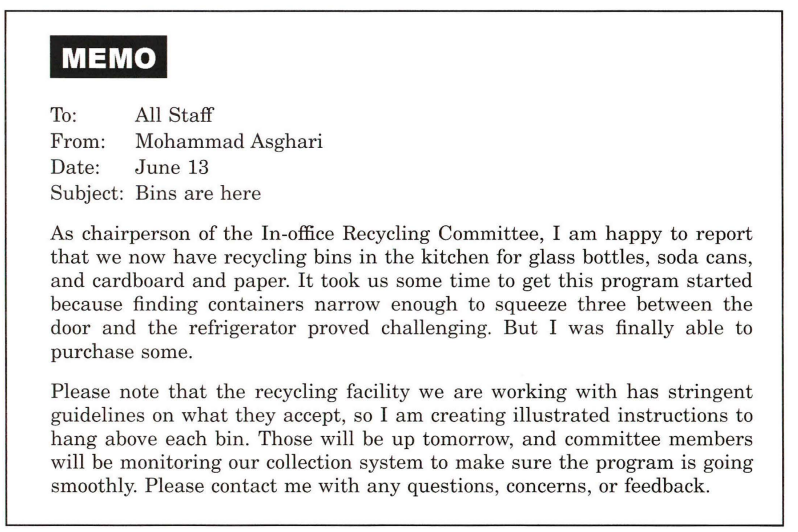 MEMO
To: All Staff
From: Mohammad Asghari
Date: June 13
Subject: Bins are here
As chairperson of the In-office Recycling Committee, I am happy to report
that we now have recycling bins in the kitchen for glass bottles, soda cans,
and cardboard and paper. It took us some time to get this program started
because finding containers narrow enough to squeeze three between the
door and the refrigerator proved challenging. But I was finally able to
purchase some.
Please note that the recycling facility we are working with has stringent
guidelines on what they accept, so I am creating illustrated instructions to
hang above each bin. Those will be up tomorrow, and committee members
will be monitoring our collection system to make sure the program is going
smoothly. Please contact me with any questions, concerns, or feedback.